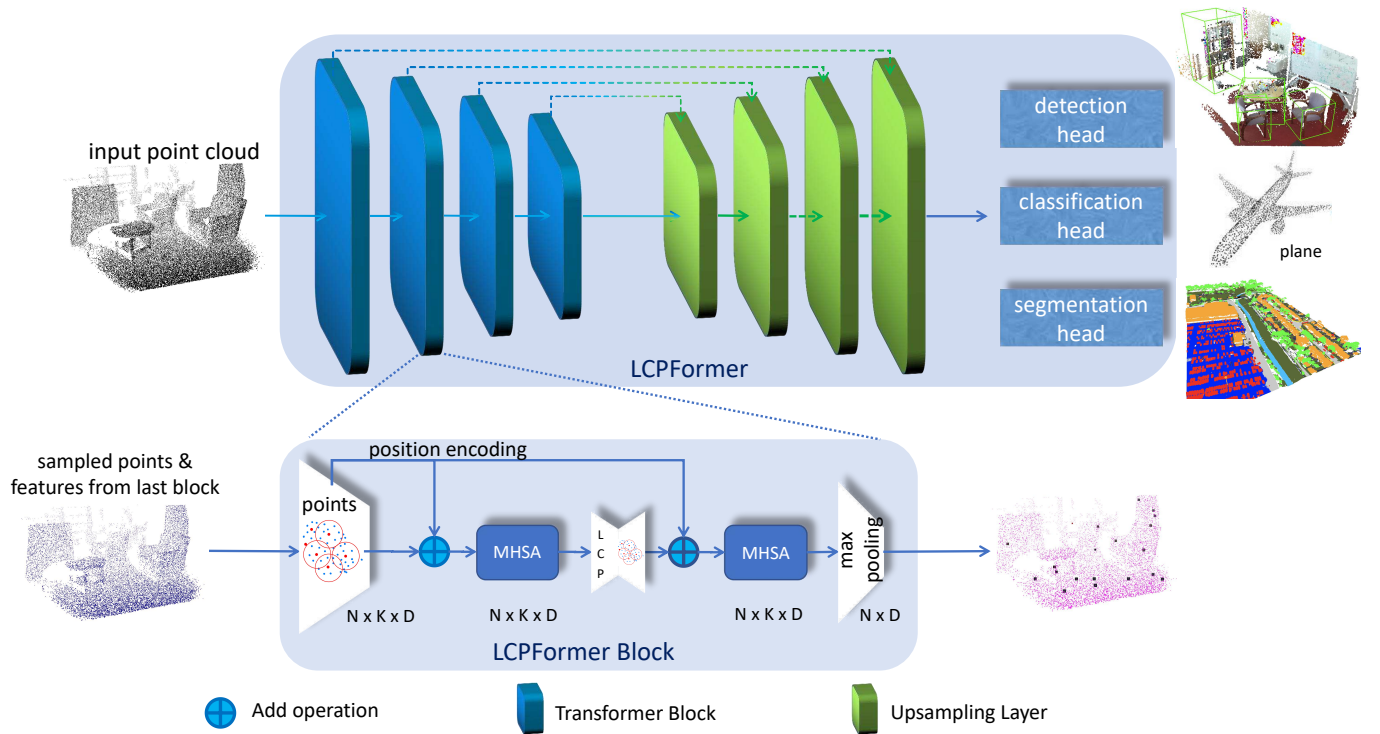 input point cloud
detection
head
classification
head
plane
segmentation
head
LCPFormer
sampled points &
features from last block
position encoding
points
MHSA
L
C
P
MHSA
max
pooling
N x K x D
N x K x D
N x K x D
N x D
LCPFormer Block
Add operation
Transformer Block
Upsampling Layer